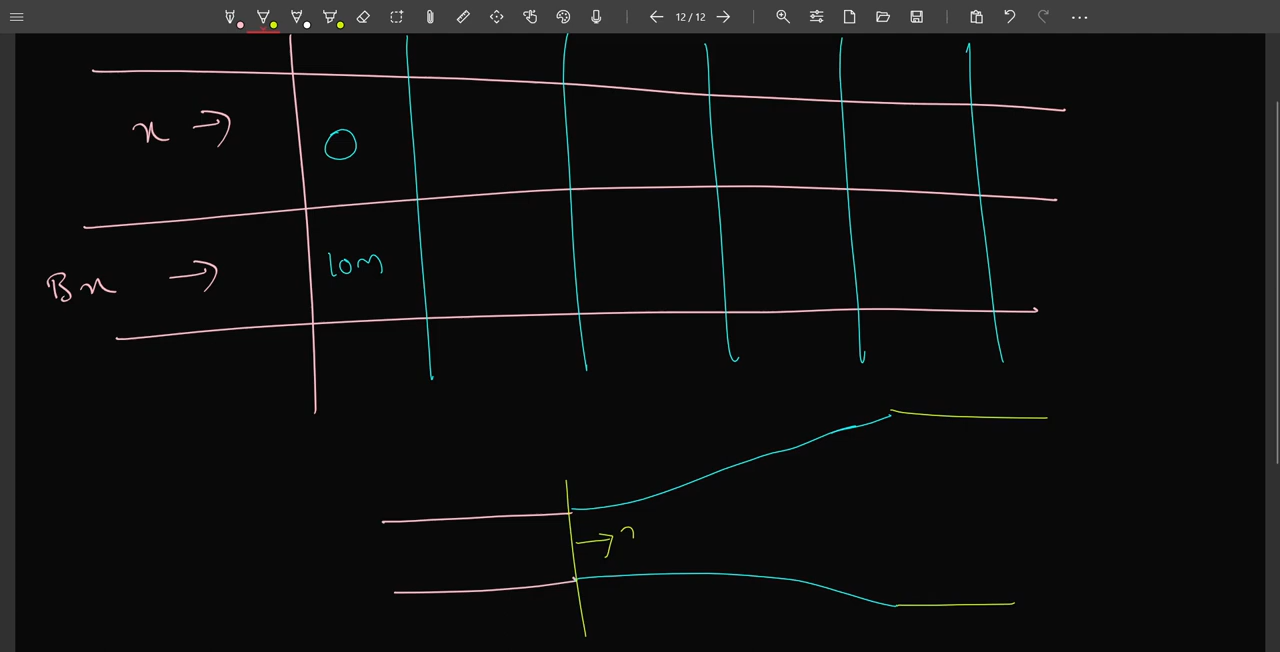 12/12
x → 0
Bx → 10m
→